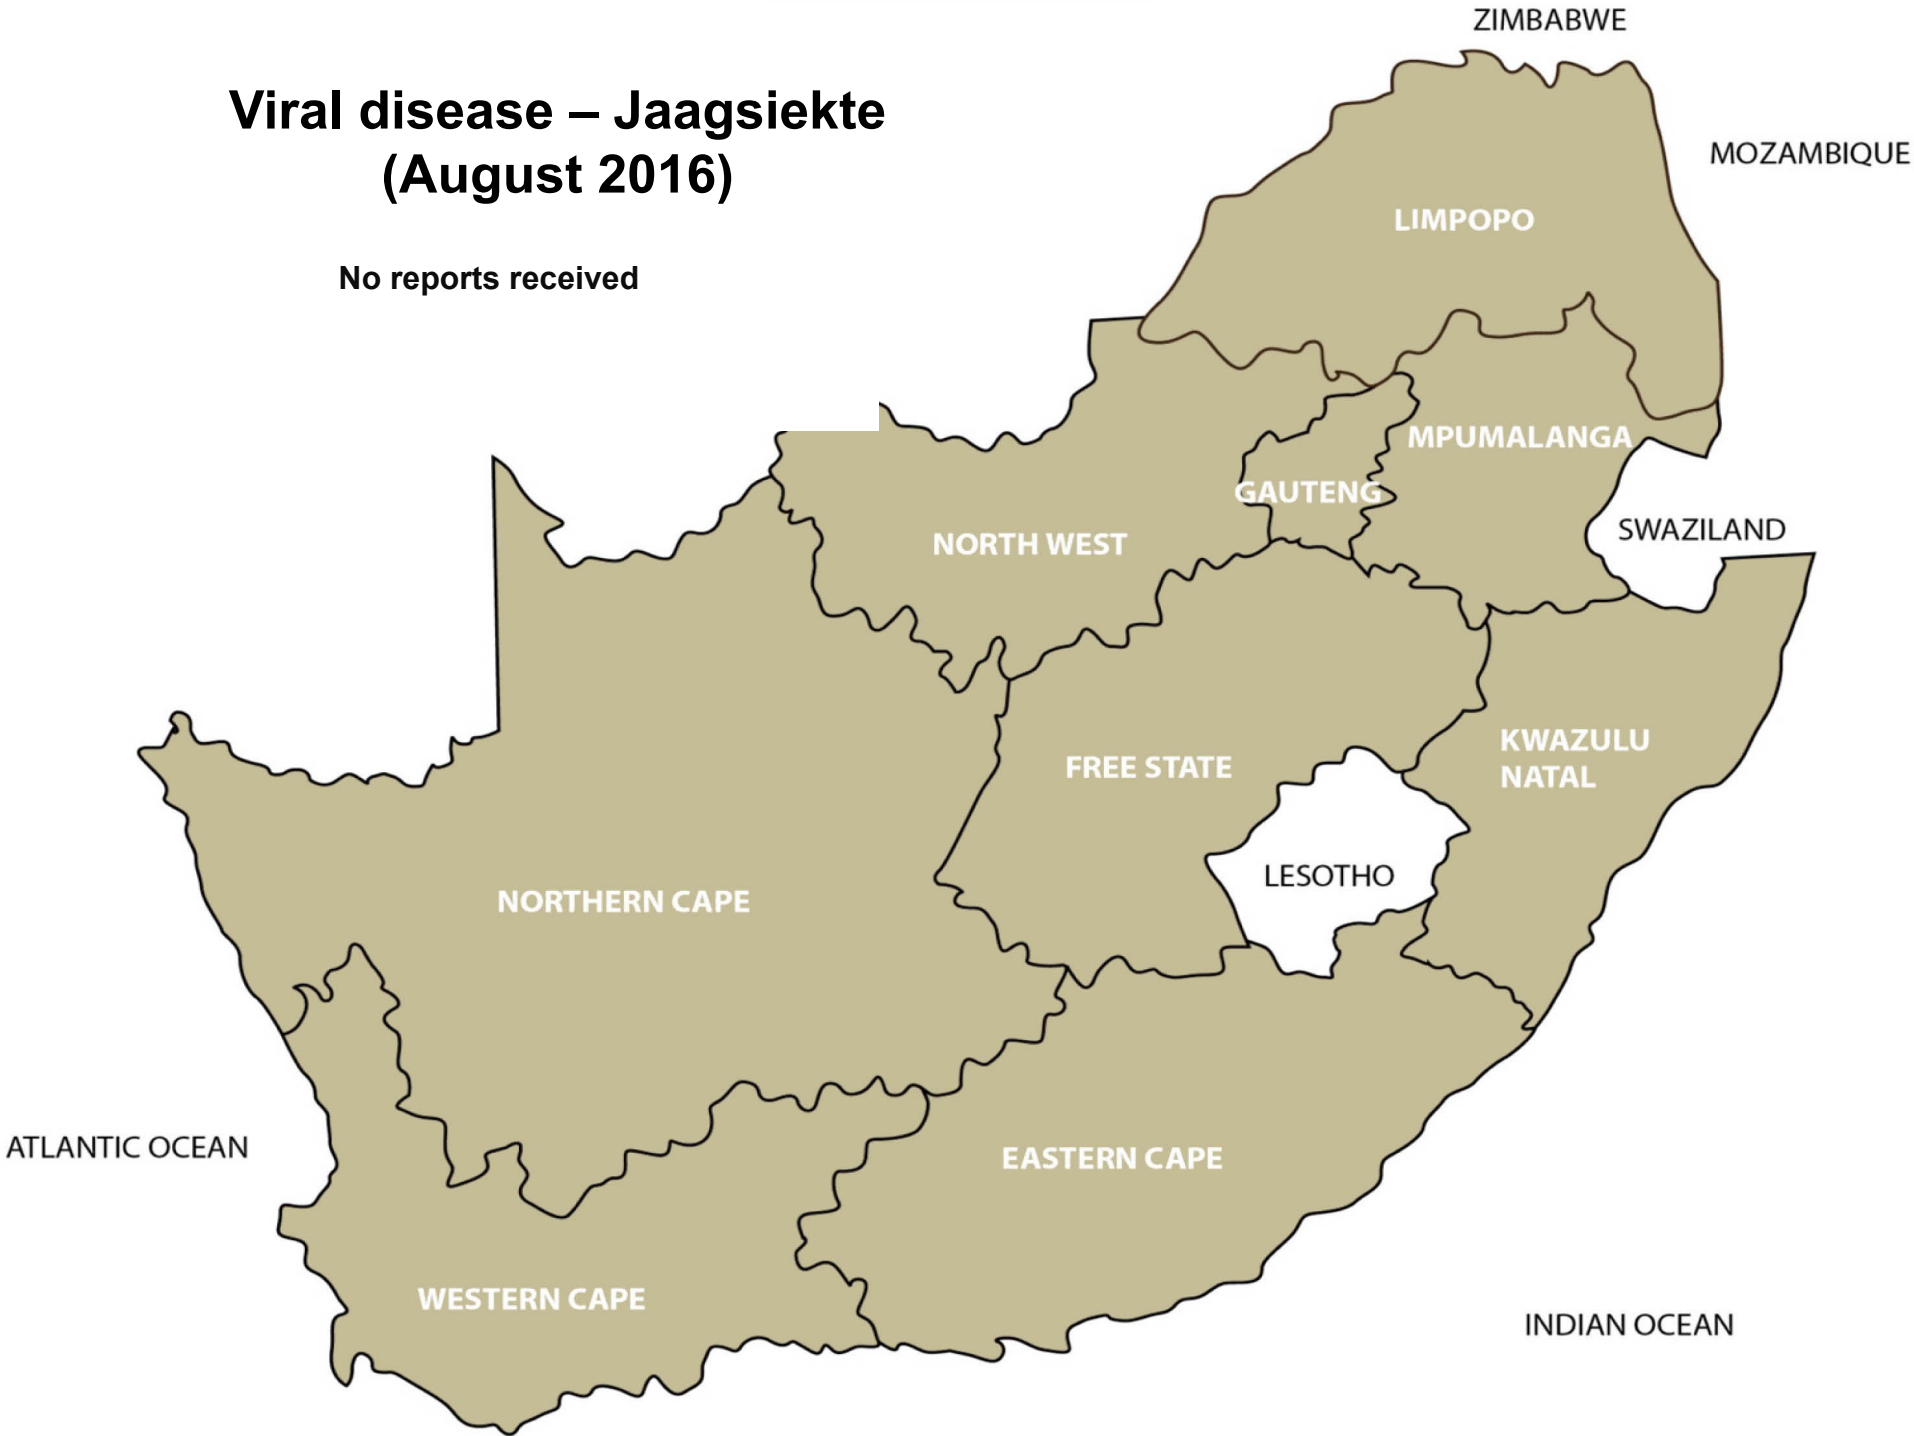 ZIMBABWE
Viral disease – Jaagsiekte
(August 2016)
MOZAMBIQUE
LIMPOPO
No reports received
MPUMALANGA
GAUTENG
SWAZILAND
NORTH WEST
KWAZULU
NATAL
FREE STATE
LESOTHO
NORTHERN CAPE
ATLANTIC OCEAN
EASTERN CAPE
WESTERN CAPE
INDIAN OCEAN